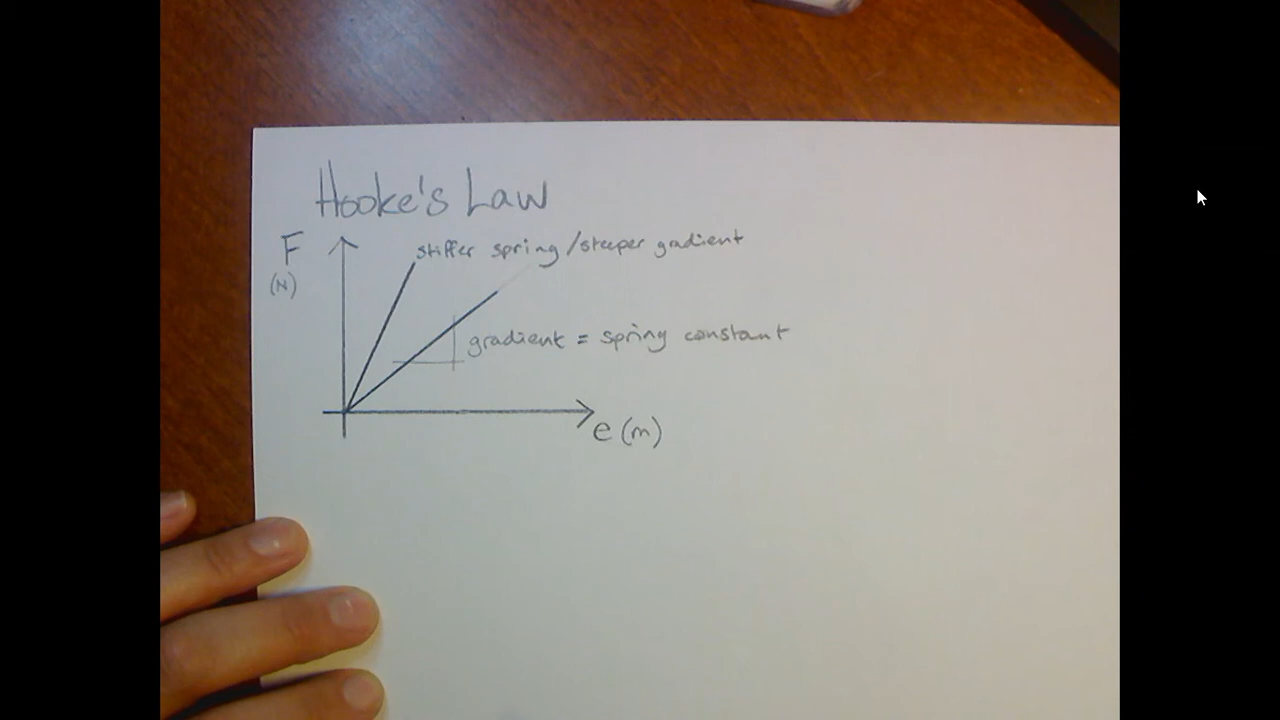 Hooke's Law
F
(N)
stiffer spring/steeper gradient
gradient = spring constant
e (m)